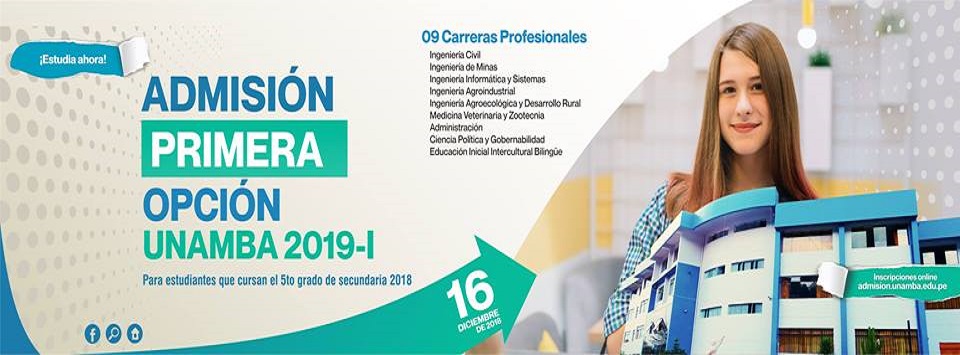 ¡Estudia ahora!
ADMISIÓN
PRIMERA
OPCIÓN
UNAMBA 2019-I
Para estudiantes que cursan el 5to grado de secundaria 2018
09 Carreras Profesionales
Ingeniería Civil
Ingeniería de Minas
Ingeniería Informática y Sistemas
Ingeniería Agroindustrial
Ingeniería Agroecológica y Desarrollo Rural
Medicina Veterinaria y Zootecnia
Administración
Ciencia Política y Gobernabilidad
Educación Inicial Intercultural Bilingüe
16
DICIEMBRE
DE 2018
Inscripciones online
admision.unamba.edu.pe